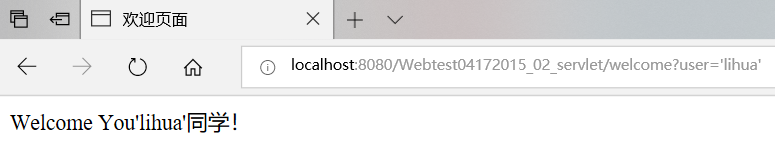 欢迎页面
localhost:8080/Webtest04172015_02_servlet/welcome?user='lihua'
Welcome You'lihua'同学！